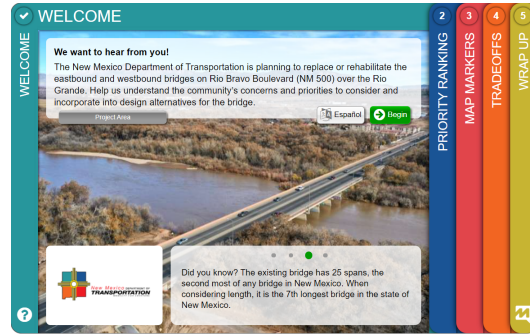 WELCOME
WELCOME
We want to hear from you!
The New Mexico Department of Transportation is planning to replace or rehabilitate the
eastbound and westbound bridges on Rio Bravo Boulevard (NM 500) over the Rio
Grande. Help us understand the community's concerns and priorities to consider and
incorporate into design alternatives for the bridge.
Project Area
Español
Begin
New Mexico DEPARTMENT OF
TRANSPORTATION
Did you know? The existing bridge has 25 spans, the
second most of any bridge in New Mexico. When
considering length, it is the 7th longest bridge in the state of
New Mexico.
?
2
PRIORITY RANKING
3
MAP MARKERS
4
TRADEOFFS
5
WRAP UP